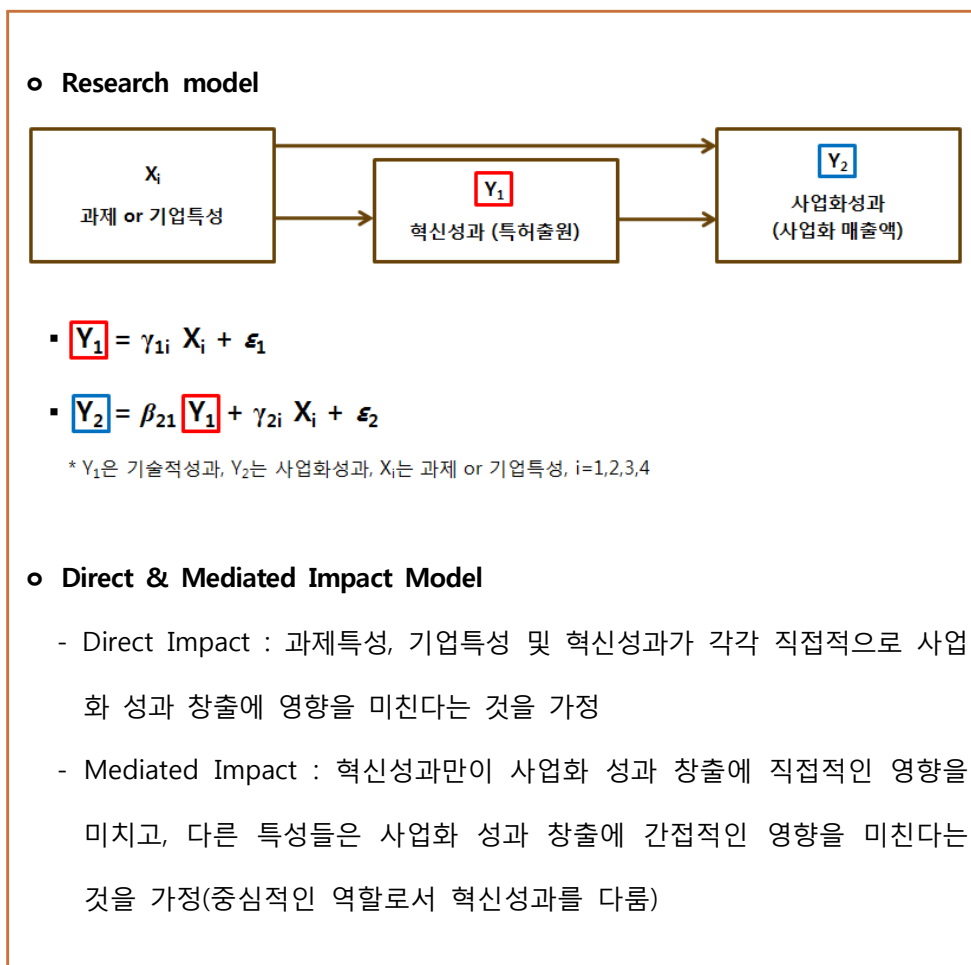 o Research model
Xᵢ
과제 or 기업특성
Y₁
혁신성과 (특허출원)
Y₂
사업화성과
(사업화 매출액)
▪ Y₁ = γ₁ᵢ Xᵢ + ε₁
▪ Y₂ = β₂₁ Y₁ + γ₂ᵢ Xᵢ + ε₂
* Y₁은 기술적성과, Y₂는 사업화성과, Xᵢ는 과제 or 기업특성, i=1,2,3,4
o Direct & Mediated Impact Model
- Direct Impact : 과제특성, 기업특성 및 혁신성과가 각각 직접적으로 사업
화 성과 창출에 영향을 미친다는 것을 가정
- Mediated Impact : 혁신성과만이 사업화 성과 창출에 직접적인 영향을
미치고, 다른 특성들은 사업화 성과 창출에 간접적인 영향을 미친다는
것을 가정(중심적인 역할로서 혁신성과를 다룸)